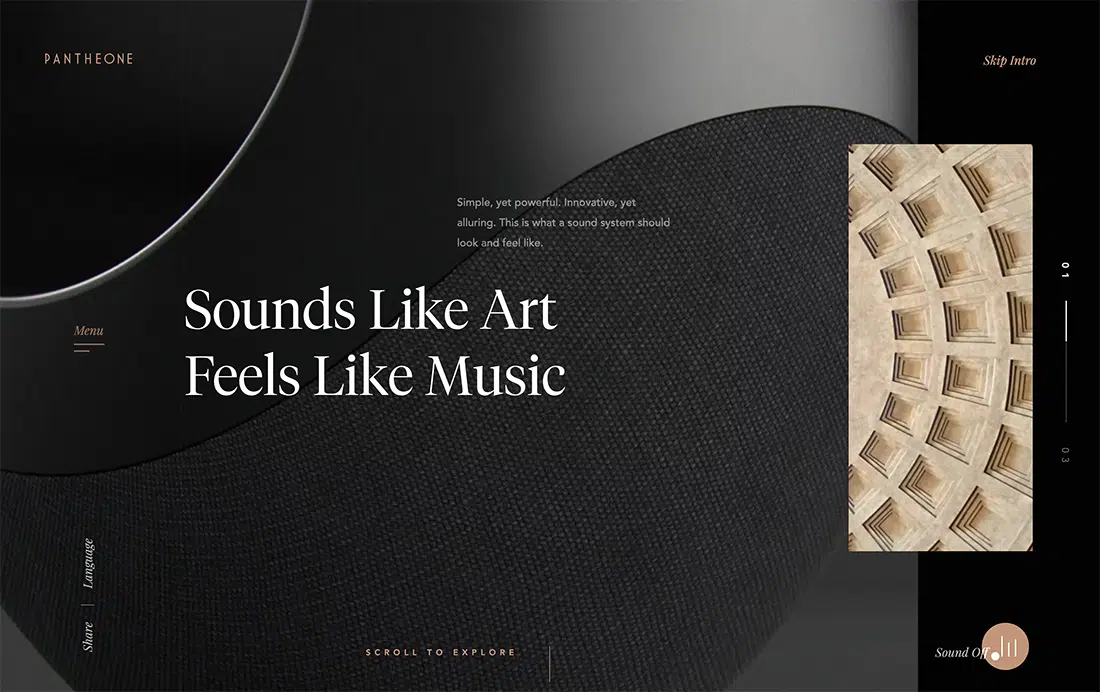 PANTHEONE
Skip Intro
Simple, yet powerful. Innovative, yet
alluring. This is what a sound system should
look and feel like.
Sounds Like Art
Feels Like Music
Menu
01
03
Share
Language
SCROLL TO EXPLORE
Sound Off